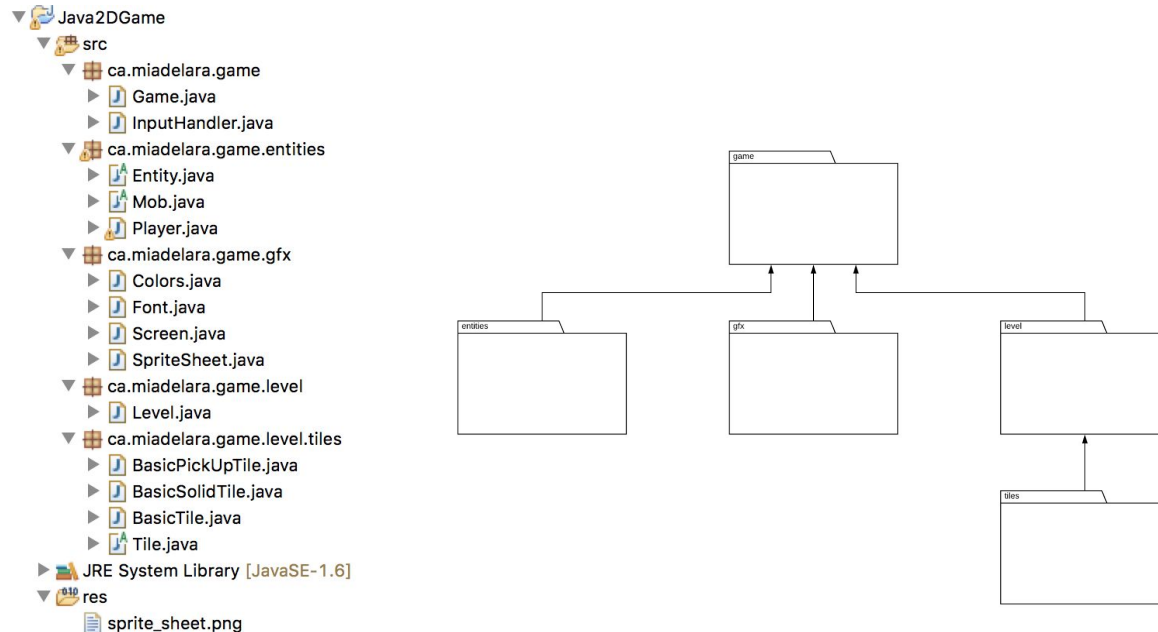 Java2DGame
src
ca.miadelara.game
Game.java
InputHandler.java
ca.miadelara.game.entities
Entity.java
Mob.java
Player.java
ca.miadelara.game.gfx
Colors.java
Font.java
Screen.java
SpriteSheet.java
ca.miadelara.game.level
Level.java
ca.miadelara.game.level.tiles
BasicPickUpTile.java
BasicSolidTile.java
BasicTile.java
Tile.java
JRE System Library [JavaSE-1.6]
res
sprite_sheet.png
game
entities
gfx
level
tiles